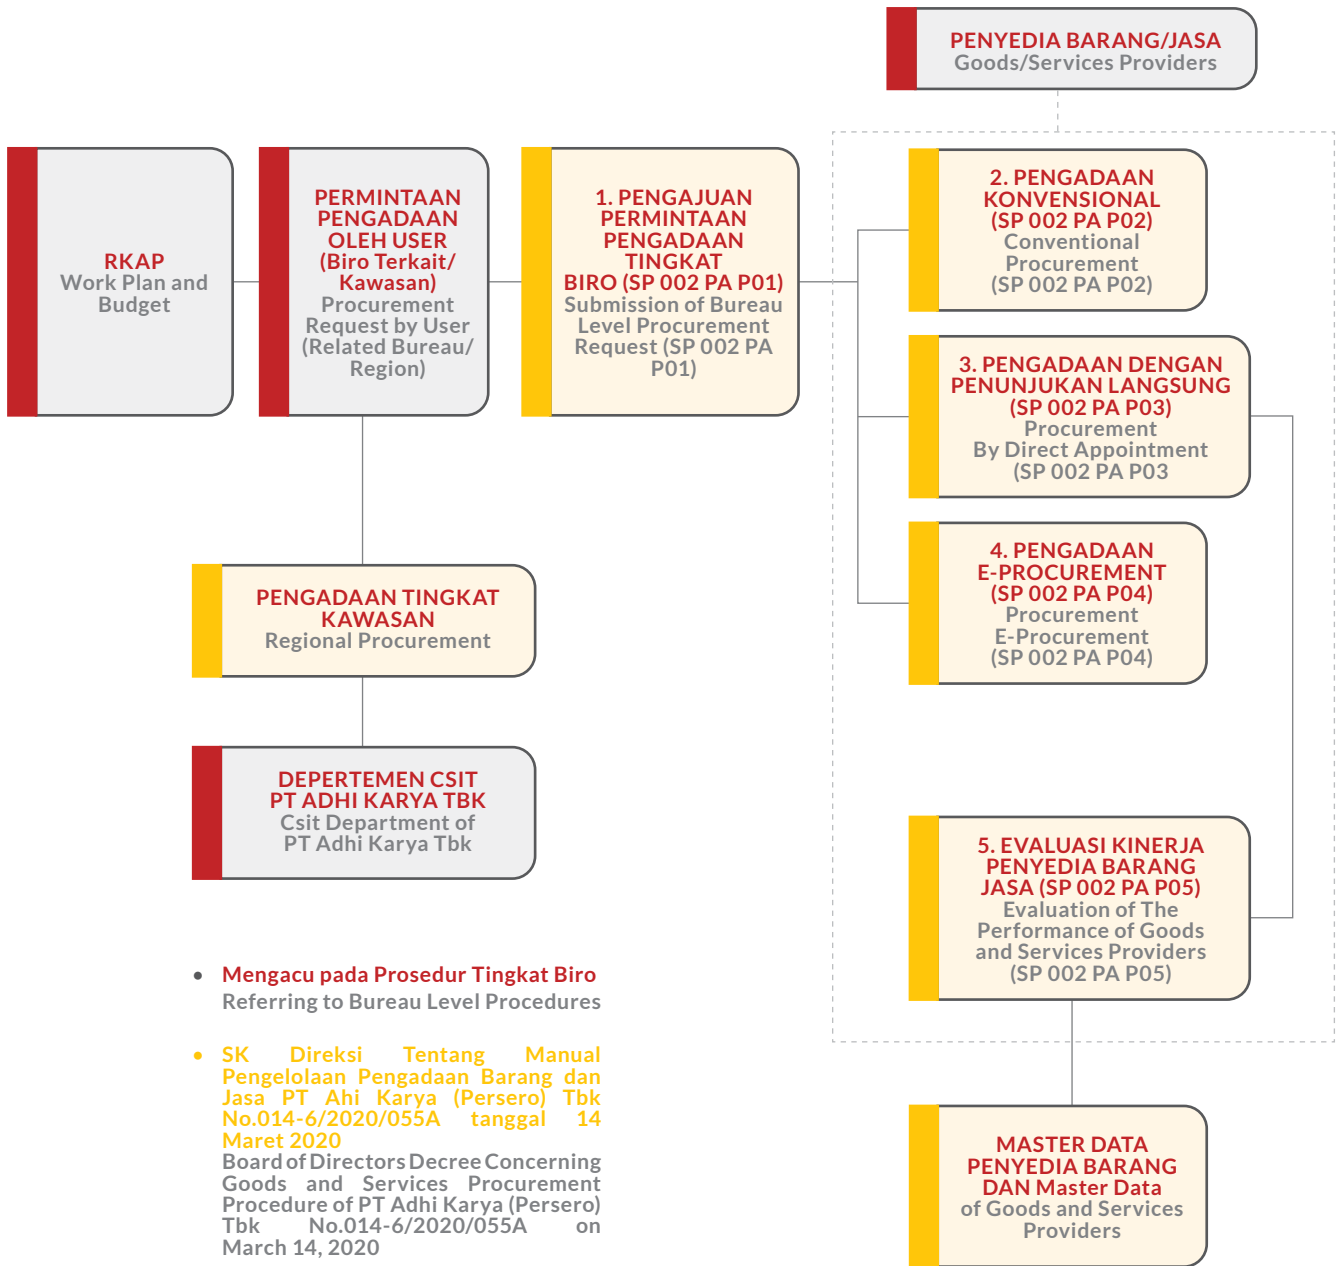 PENYEDIA BARANG/JASA
Goods/Services Providers
RKAP
Work Plan and
Budget
PERMINTAAN
PENGADAAN
OLEH USER
(Biro Terkait/
Kawasan)
Procurement
Request by User
(Related Bureau/
Region)
1. PENGAJUAN
PERMINTAAN
PENGADAAN
TINGKAT
BIRO (SP 002 PA P01)
Submission of Bureau
Level Procurement
Request (SP 002 PA
P01)
2. PENGADAAN
KONVENSIONAL
(SP 002 PA P02)
Conventional
Procurement
(SP 002 PA P02)
3. PENGADAAN DENGAN
PENUNJUKAN LANGSUNG
(SP 002 PA P03)
Procurement
By Direct Appointment
(SP 002 PA P03
4. PENGADAAN
E-PROCUREMENT
(SP 002 PA P04)
Procurement
E-Procurement
(SP 002 PA P04)
PENGADAAN TINGKAT
KAWASAN
Regional Procurement
DEPERTEMEN CSIT
PT ADHI KARYA TBK
Csit Department of
PT Adhi Karya Tbk
5. EVALUASI KINERJA
PENYEDIA BARANG
JASA (SP 002 PA P05)
Evaluation of The
Performance of Goods
and Services Providers
(SP 002 PA P05)
MASTER DATA
PENYEDIA BARANG
DAN Master Data
of Goods and Services
Providers
• Mengacu pada Prosedur Tingkat Biro
Referring to Bureau Level Procedures
• SK Direksi Tentang Manual
Pengelolaan Pengadaan Barang dan
Jasa PT Ahi Karya (Persero) Tbk
No.014-6/2020/055A tanggal 14
Maret 2020
Board of Directors Decree Concerning
Goods and Services Procurement
Procedure of PT Adhi Karya (Persero)
Tbk No.014-6/2020/055A on
March 14, 2020